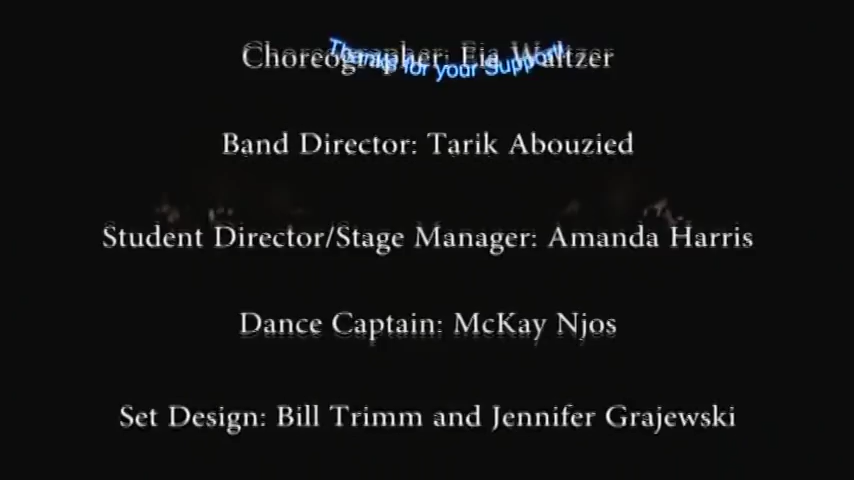 Choreographer: Eia Waltzer
Thanks for your Support!
Band Director: Tarik Abouzied
Student Director/Stage Manager: Amanda Harris
Dance Captain: McKay Njos
Set Design: Bill Trimm and Jennifer Grajewski